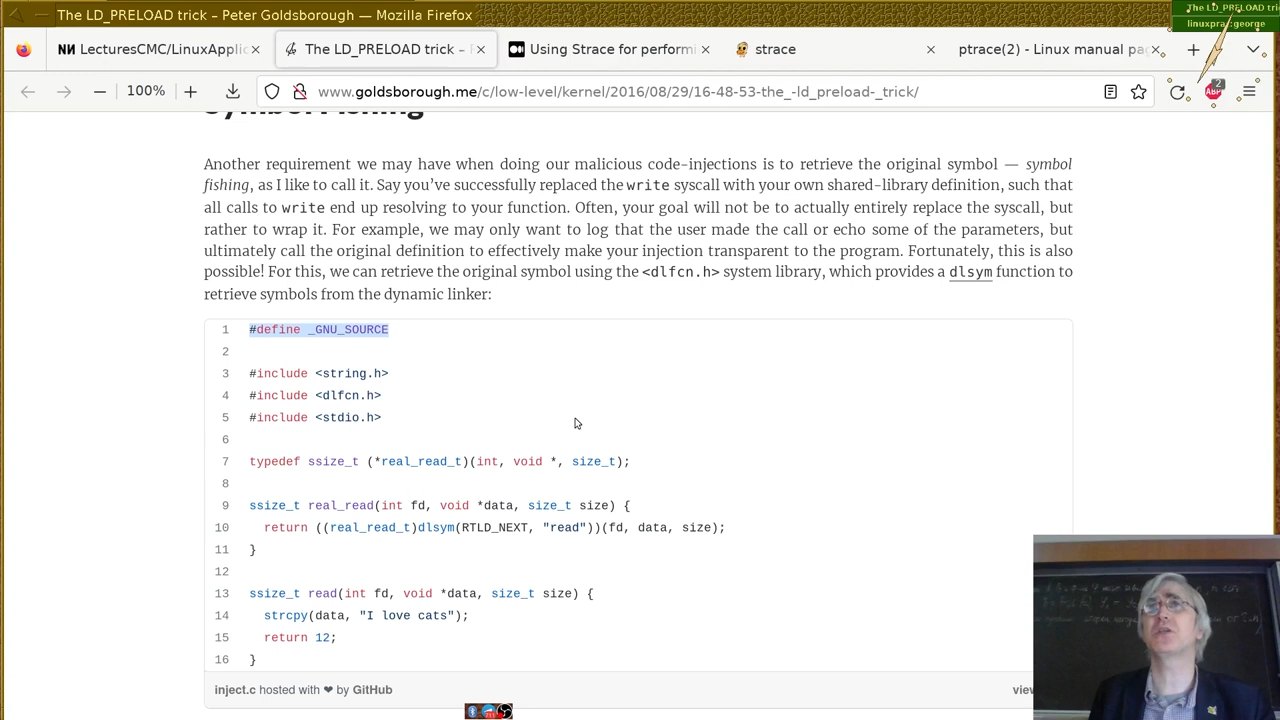 The LD_PRELOAD trick – Peter Goldsborough — Mozilla Firefox
The LD_PRELOAD tri
linuxprac:george
LecturesCMC/LinuxApplic
The LD_PRELOAD trick –
Using Strace for performi
strace
ptrace(2) - Linux manual pa
100%
www.goldsborough.me/c/low-level/kernel/2016/08/29/16-48-53-the_-ld_preload-_trick/
ABP
2
Symbol Fishing
Another requirement we may have when doing our malicious code-injections is to retrieve the original symbol — symbol
fishing, as I like to call it. Say you’ve successfully replaced the write syscall with your own shared-library definition, such that
all calls to write end up resolving to your function. Often, your goal will not be to actually entirely replace the syscall, but
rather to wrap it. For example, we may only want to log that the user made the call or echo some of the parameters, but
ultimately call the original definition to effectively make your injection transparent to the program. Fortunately, this is also
possible! For this, we can retrieve the original symbol using the <dlfcn.h> system library, which provides a dlsym function to
retrieve symbols from the dynamic linker:
1 #define _GNU_SOURCE
2
3 #include <string.h>
4 #include <dlfcn.h>
5 #include <stdio.h>
6
7 typedef ssize_t (*real_read_t)(int, void *, size_t);
8
9 ssize_t real_read(int fd, void *data, size_t size) {
10 return ((real_read_t)dlsym(RTLD_NEXT, "read"))(fd, data, size);
11 }
12
13 ssize_t read(int fd, void *data, size_t size) {
14 strcpy(data, "I love cats");
15 return 12;
16 }
inject.c hosted with ❤ by GitHub